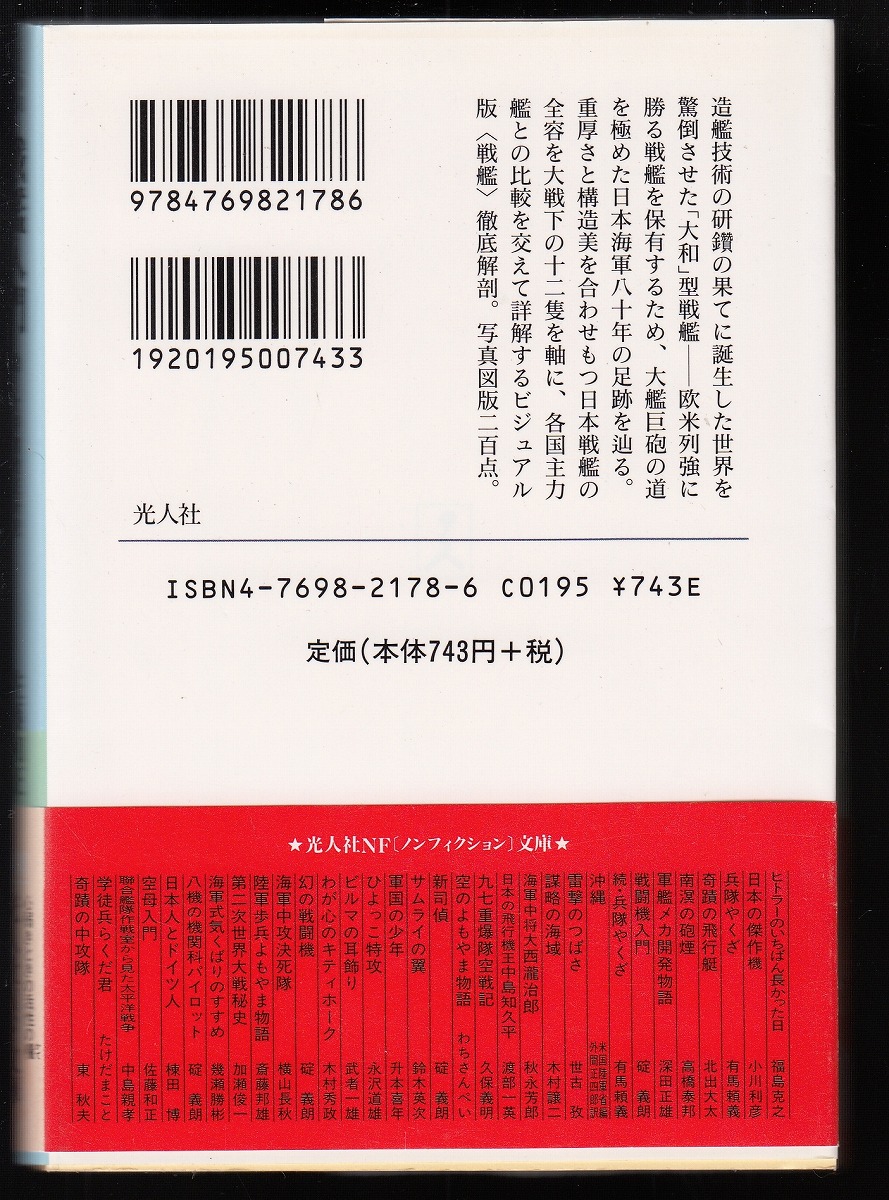 9784769821786
1920195007433
造艦技術の研鑽の果てに誕生した世界を
驚倒させた「大和」型戦艦――欧米列強に
勝る戦艦を保有するため、大艦巨砲の道
を極めた日本海軍八十年の足跡を辿る。
重厚さと構造美を合わせもつ日本戦艦の
全容を大戦下の十二隻を軸に、各国主力
艦との比較を交えて詳解するビジュアル
版〈戦艦〉徹底解剖。写真図版二百点。
光人社
ISBN4-7698-2178-6 C0195 ¥743E
定価(本体743円+税)
★光人社NF[ノンフィクション]文庫★
ヒトラーのいちばん長かった日 福島克之
日本の傑作機 小川利彦
兵隊やくざ 有馬頼義
奇蹟の飛行艇 北出大太
南溟の砲煙 高橋泰邦
軍艦メカ開発物語 深田正雄
戦闘機入門 碇 義朗
続・兵隊やくざ 有馬頼義
沖縄 米国陸軍省編 外間正四郎訳
雷撃のつばさ 世古 孜
謀略の海域 木村譲二
海軍中将大西瀧治郎 秋永芳郎
日本の飛行機王中島知久平 渡部一英
九七重爆隊空戦記 久保義明
空のよもやま物語 わちさんぺい
新司偵 碇 義朗
サムライの翼 鈴木英次
軍国の少年 升本喜年
ひよっこ特攻 永沢道雄
ビルマの耳飾り 武者一雄
わが心のキティホーク 木村秀政
幻の戦闘機 碇 義朗
海軍中攻決死隊 横山長秋
陸軍歩兵よもやま物語 斎藤邦雄
第二次世界大戦秘史 加瀬俊一
海軍式気くばりのすすめ 幾瀬勝彬
八機の機関科パイロット 碇 義朗
日本人とドイツ人 棟田 博
空母入門 佐藤和正
聯合艦隊作戦室から見た太平洋戦争 中島親孝
学徒兵らくだ君 たけだまこと
奇蹟の中攻隊 東 秋夫